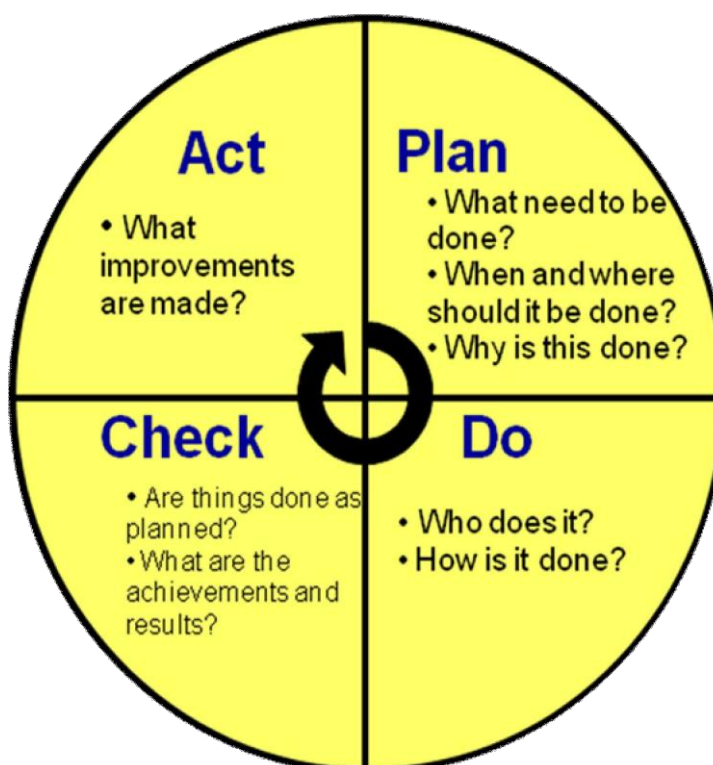 Act
• What
improvements
are made?
Plan
• What need to be
done?
• When and where
should it be done?
• Why is this done?
Check
• Are things done as
planned?
• What are the
achievements and
results?
Do
• Who does it?
• How is it done?